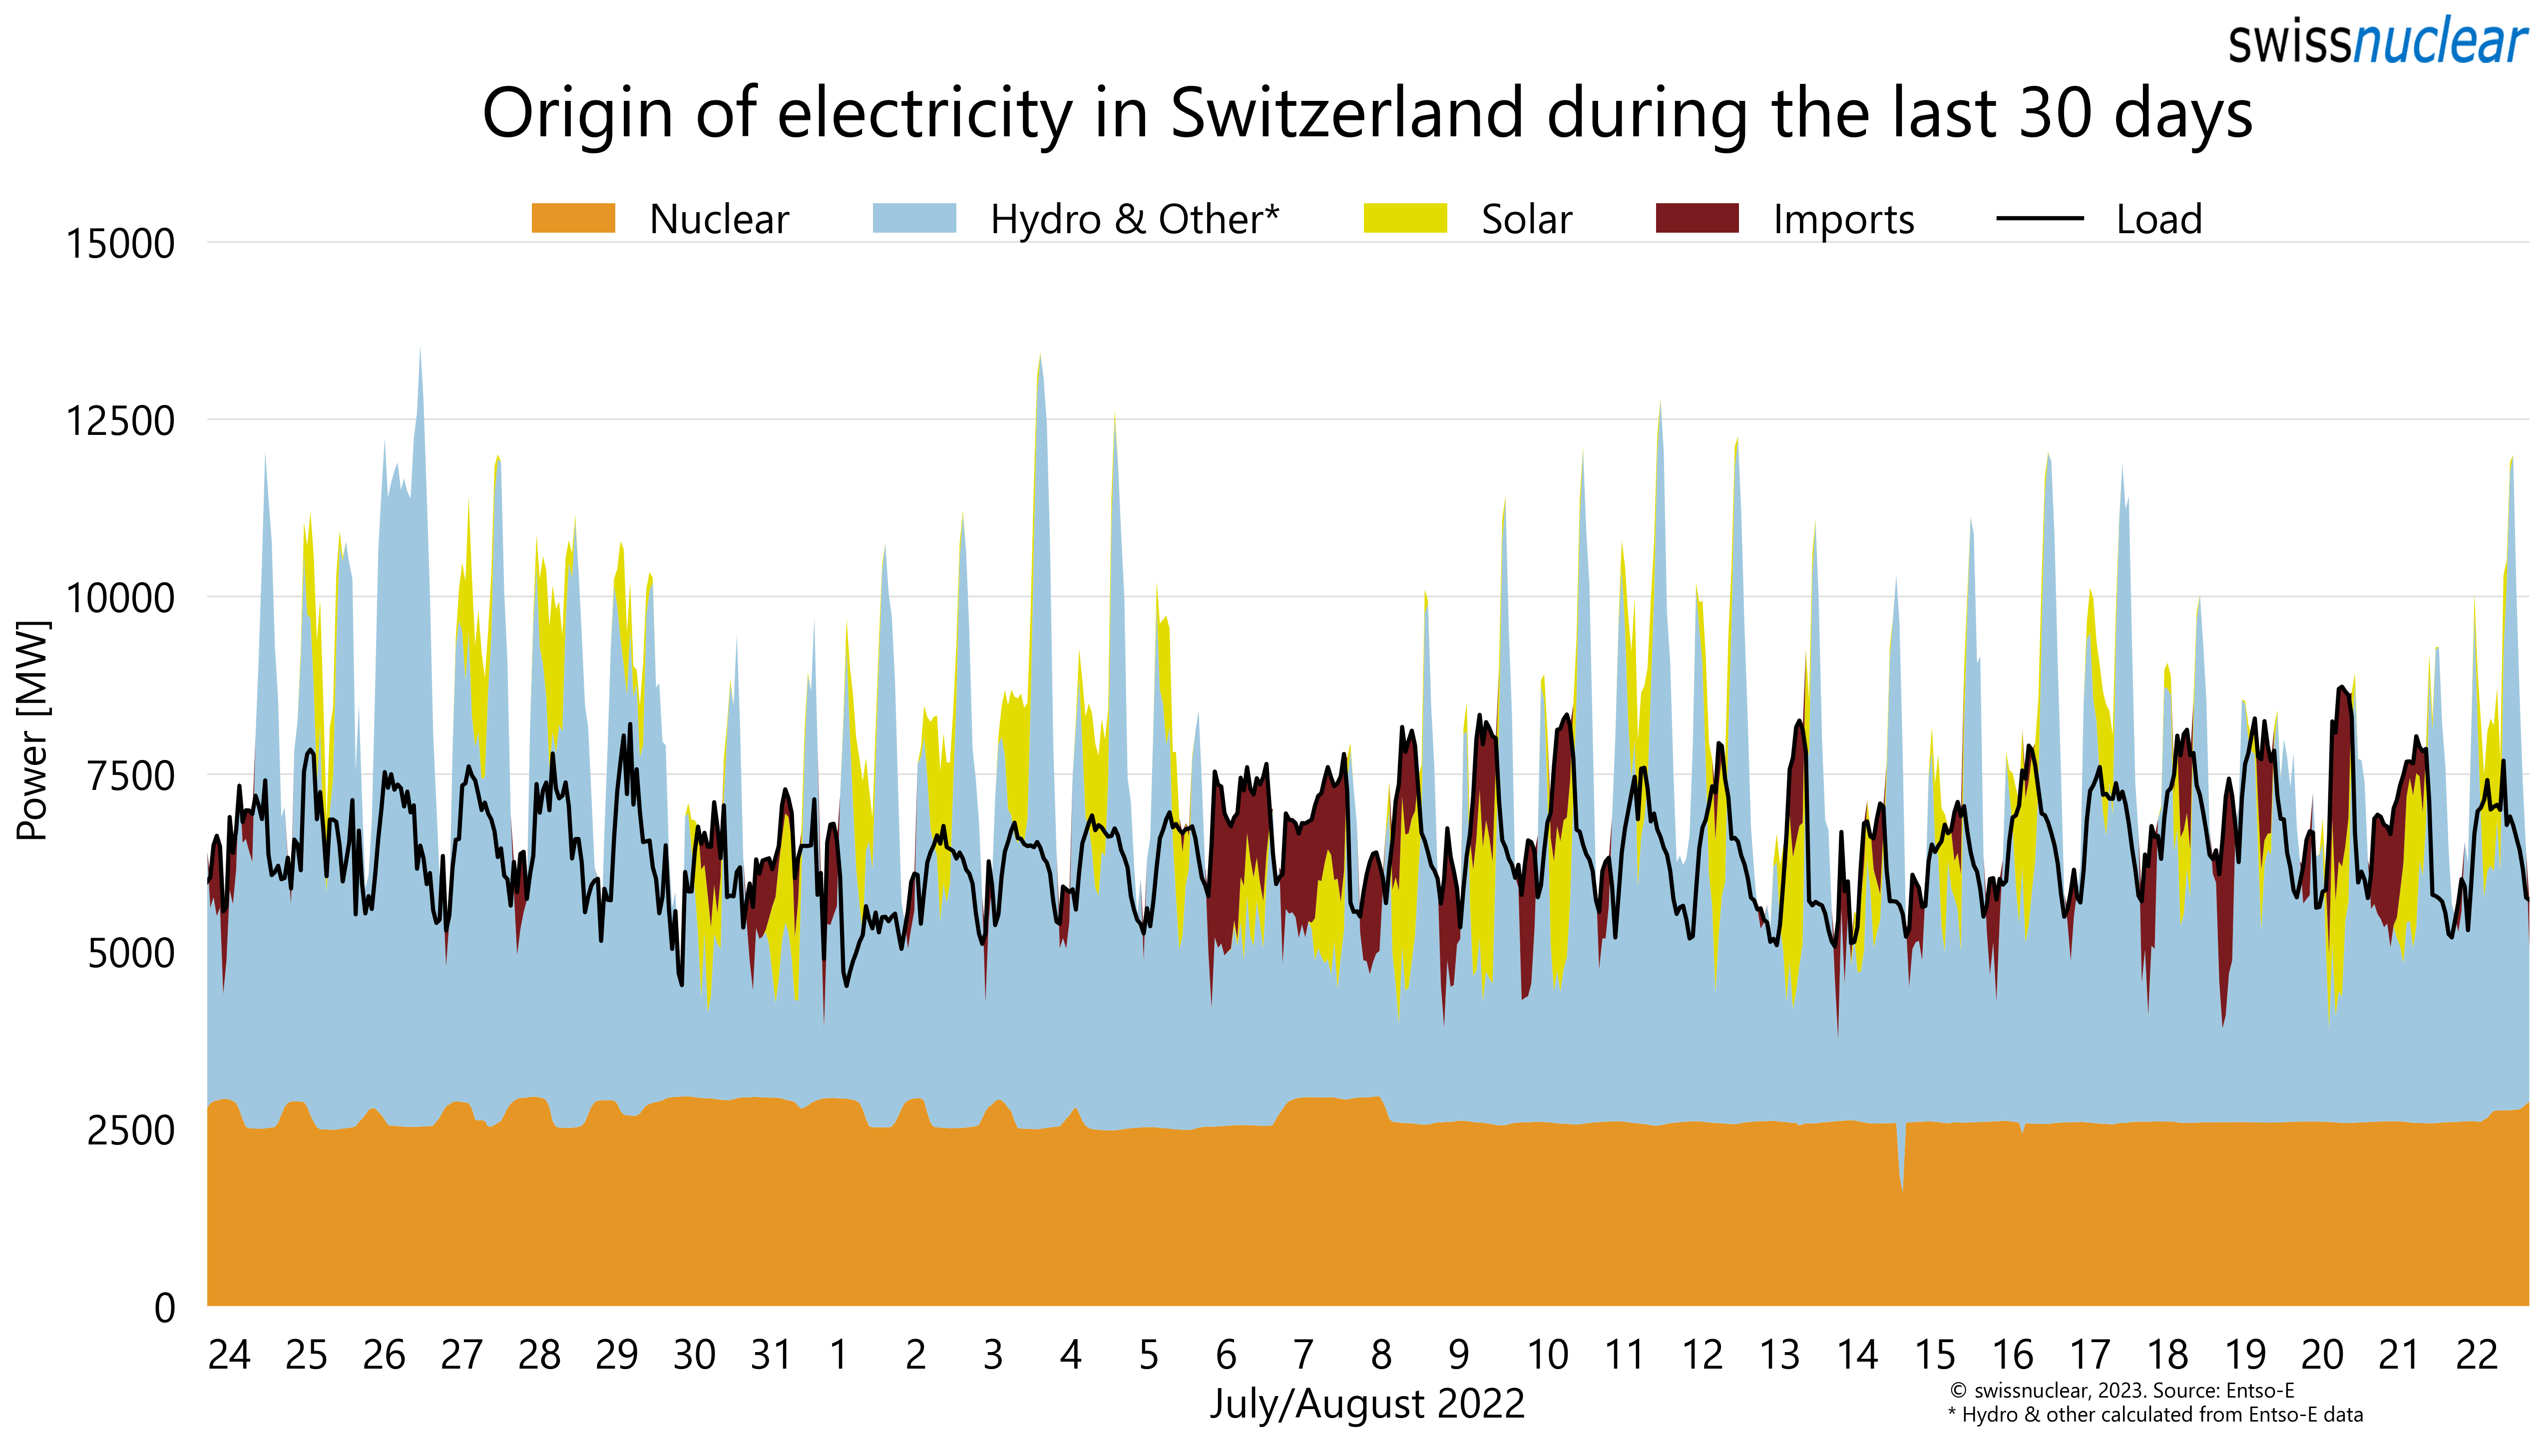 swissnuclear
Origin of electricity in Switzerland during the last 30 days
Nuclear Hydro & Other* Solar Imports Load
15000
12500
10000
7500
5000
2500
0
Power [MW]
24 25 26 27 28 29 30 31 1 2 3 4 5 6 7 8 9 10 11 12 13 14 15 16 17 18 19 20 21 22
July/August 2022
© swissnuclear, 2023. Source: Entso-E
* Hydro & other calculated from Entso-E data